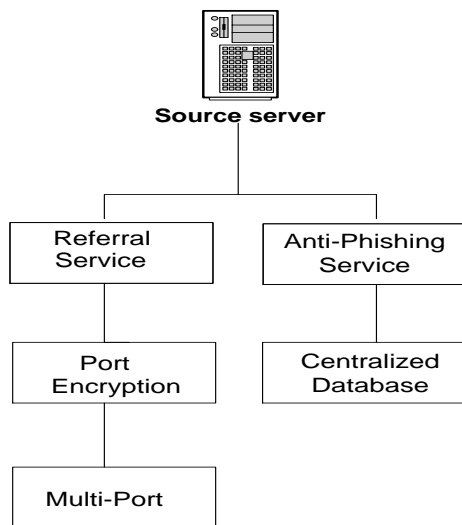 Source server
Referral
Service
Anti-Phishing
Service
Port
Encryption
Centralized
Database
Multi-Port